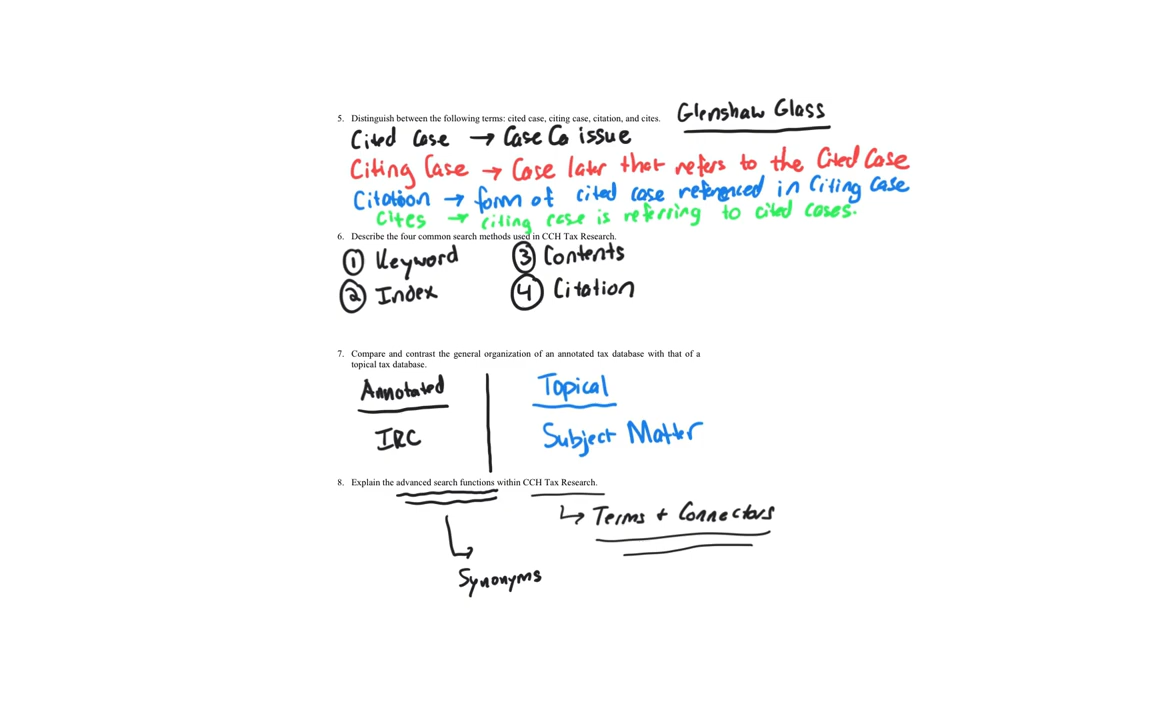 5. Distinguish between the following terms: cited case, citing case, citation, and cites. Glenshaw Glass
Cited Case → Case @ issue
Citing Case → Case later that refers to the Cited Case
Citation → form of cited case referenced in Citing Case
Cites → citing case is referring to cited cases.
6. Describe the four common search methods used in CCH Tax Research.
① Keyword ③ Contents
② Index ④ Citation
7. Compare and contrast the general organization of an annotated tax database with that of a
topical tax database.
Annotated Topical
IRC Subject Matter
8. Explain the advanced search functions within CCH Tax Research.
↳ Terms + Connectors
↳ Synonyms